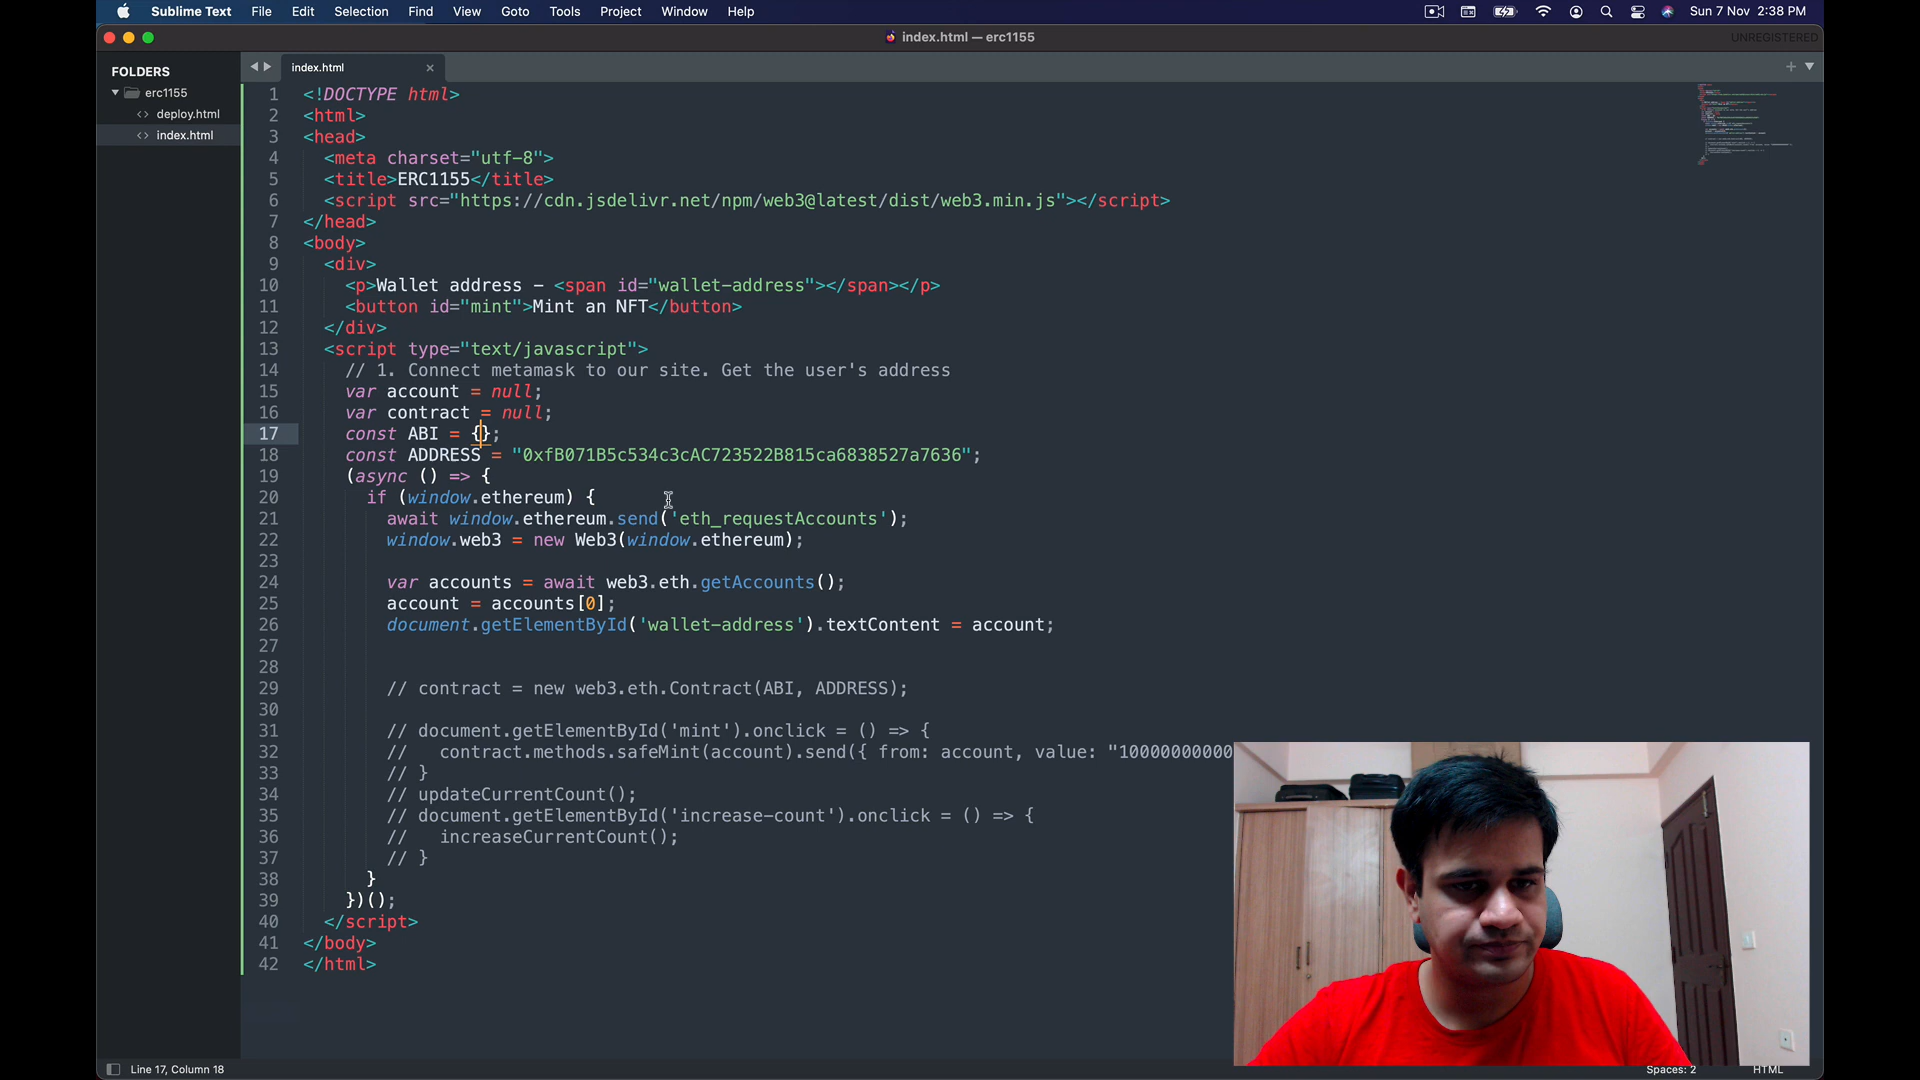 Sublime Text File Edit Selection Find View Goto Tools Project Window Help Sun 7 Nov 2:38 PM
index.html — erc1155 UNREGISTERED
FOLDERS
erc1155
deploy.html
index.html
index.html
1 <!DOCTYPE html>
2 <html>
3 <head>
4 <meta charset="utf-8">
5 <title>ERC1155</title>
6 <script src="https://cdn.jsdelivr.net/npm/web3@latest/dist/web3.min.js"></script>
7 </head>
8 <body>
9 <div>
10 <p>Wallet address - <span id="wallet-address"></span></p>
11 <button id="mint">Mint an NFT</button>
12 </div>
13 <script type="text/javascript">
14 // 1. Connect metamask to our site. Get the user's address
15 var account = null;
16 var contract = null;
17 const ABI = {};
18 const ADDRESS = "0xfB071B5c534c3cAC723522B815ca6838527a7636";
19 (async () => {
20 if (window.ethereum) {
21 await window.ethereum.send('eth_requestAccounts');
22 window.web3 = new Web3(window.ethereum);
23
24 var accounts = await web3.eth.getAccounts();
25 account = accounts[0];
26 document.getElementById('wallet-address').textContent = account;
27
28
29 // contract = new web3.eth.Contract(ABI, ADDRESS);
30
31 // document.getElementById('mint').onclick = () => {
32 // contract.methods.safeMint(account).send({ from: account, value: "10000000000
33 // }
34 // updateCurrentCount();
35 // document.getElementById('increase-count').onclick = () => {
36 // increaseCurrentCount();
37 // }
38 }
39 })();
40 </script>
41 </body>
42 </html>
Line 17, Column 18 Spaces: 2 HTML